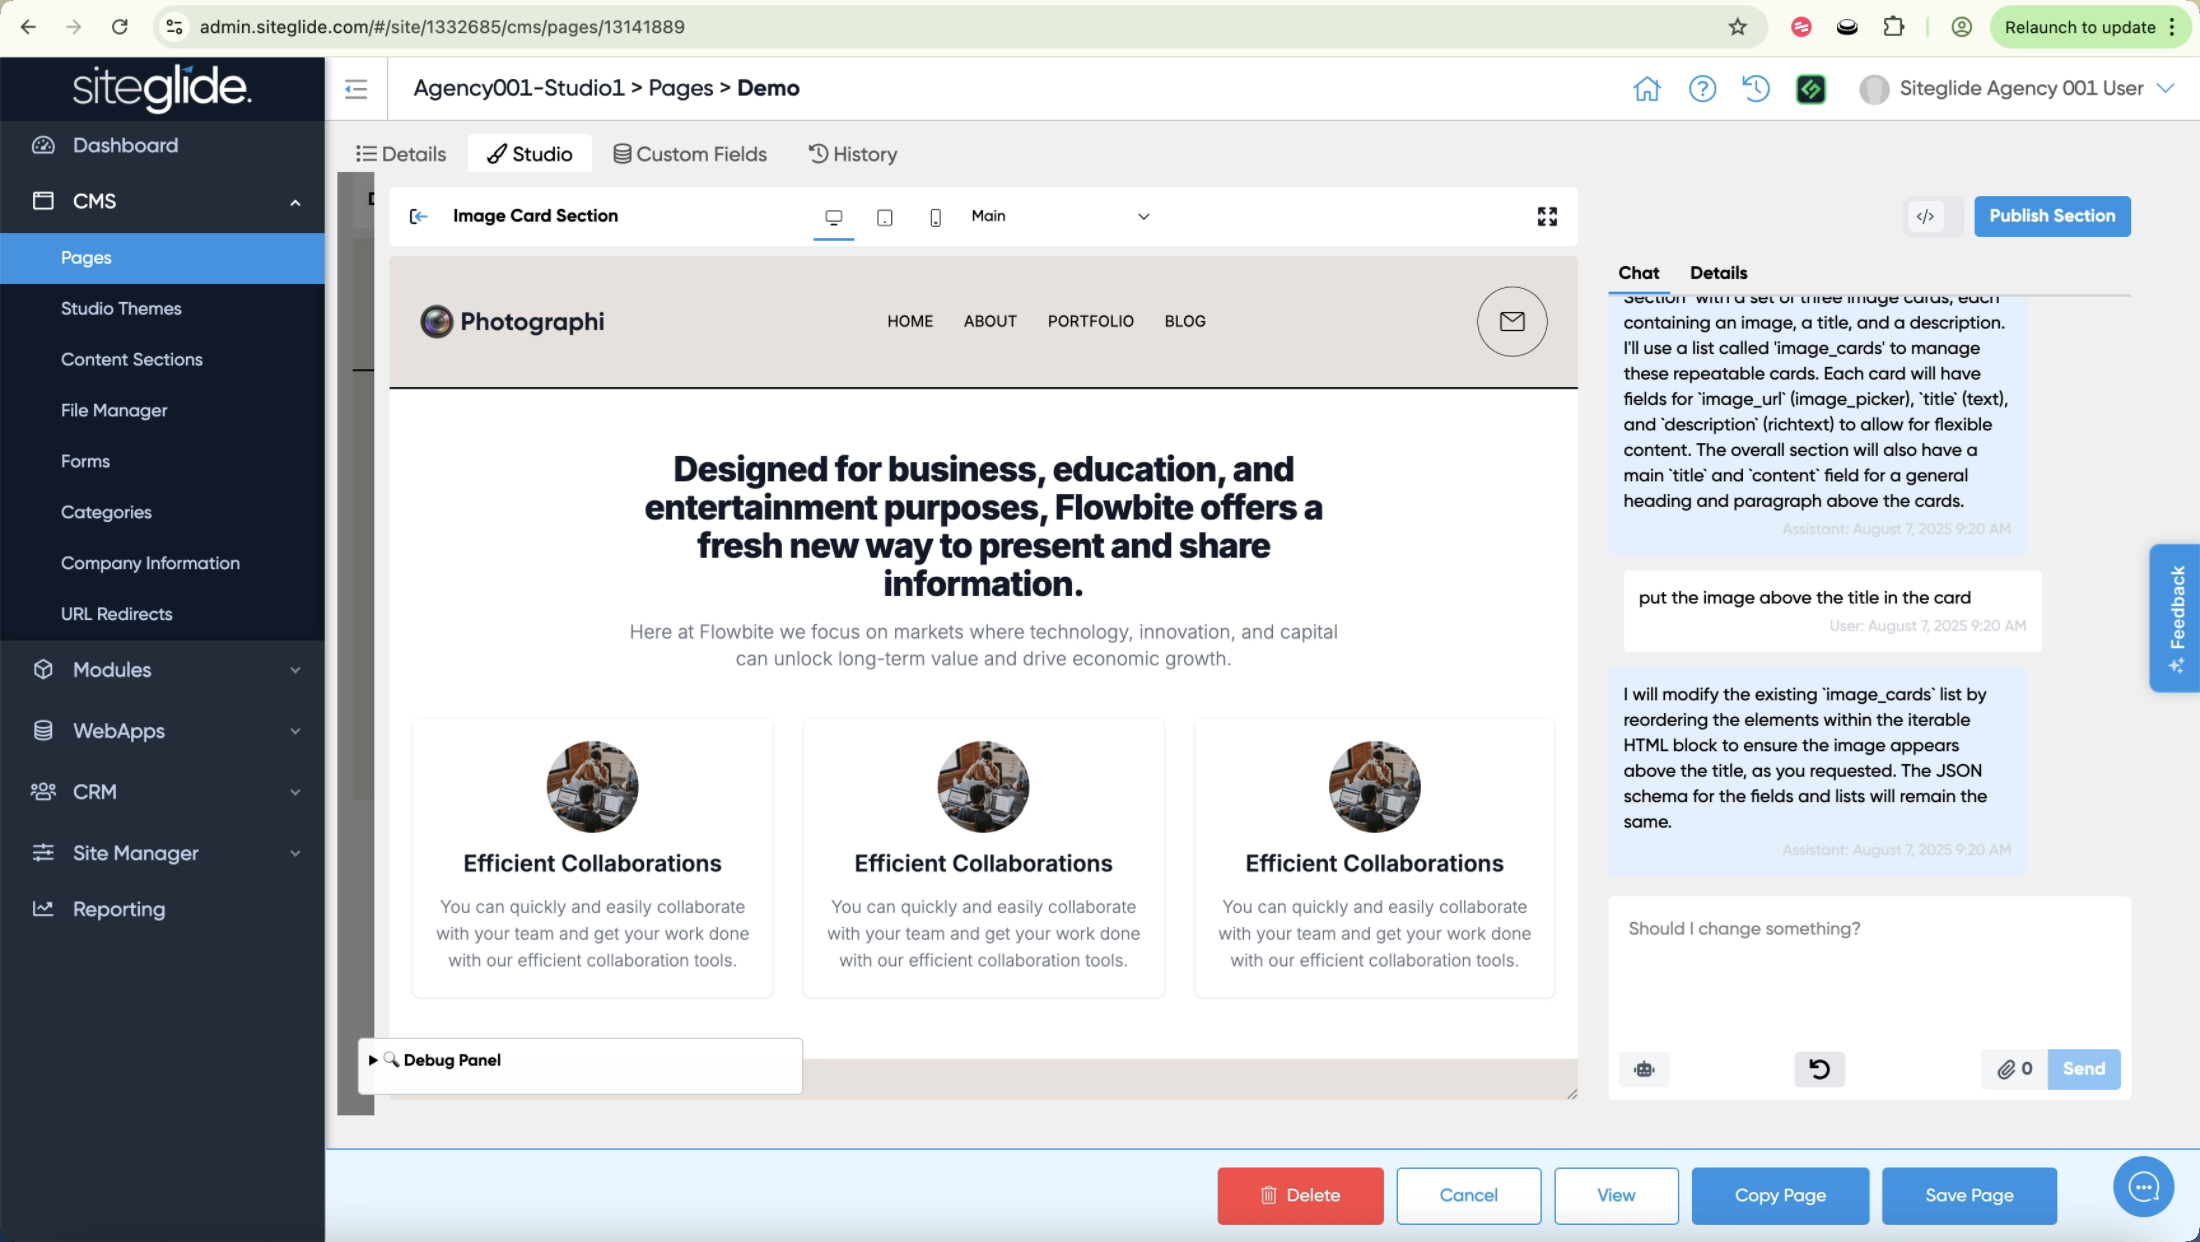 admin.siteglide.com/#/site/1332685/cms/pages/13141889
Relaunch to update
siteglide.
Agency001-Studio1 > Pages > Demo
Siteglide Agency 001 User
Dashboard
CMS
Pages
Studio Themes
Content Sections
File Manager
Forms
Categories
Company Information
URL Redirects
Modules
WebApps
CRM
Site Manager
Reporting
Details
Studio
Custom Fields
History
Image Card Section
Main
</>
Publish Section
Photographi
HOME
ABOUT
PORTFOLIO
BLOG
Designed for business, education, and
entertainment purposes, Flowbite offers a
fresh new way to present and share
information.
Here at Flowbite we focus on markets where technology, innovation, and capital
can unlock long-term value and drive economic growth.
Efficient Collaborations
You can quickly and easily collaborate
with your team and get your work done
with our efficient collaboration tools.
Efficient Collaborations
You can quickly and easily collaborate
with your team and get your work done
with our efficient collaboration tools.
Efficient Collaborations
You can quickly and easily collaborate
with your team and get your work done
with our efficient collaboration tools.
Debug Panel
Chat
Details
Section' with a set of three image cards, each
containing an image, a title, and a description.
I'll use a list called 'image_cards' to manage
these repeatable cards. Each card will have
fields for `image_url` (image_picker), `title` (text),
and `description` (richtext) to allow for flexible
content. The overall section will also have a
main `title` and `content` field for a general
heading and paragraph above the cards.
Assistant: August 7, 2025 9:20 AM
put the image above the title in the card
User: August 7, 2025 9:20 AM
I will modify the existing `image_cards` list by
reordering the elements within the iterable
HTML block to ensure the image appears
above the title, as you requested. The JSON
schema for the fields and lists will remain the
same.
Assistant: August 7, 2025 9:20 AM
Should I change something?
0
Send
Feedback
Delete
Cancel
View
Copy Page
Save Page